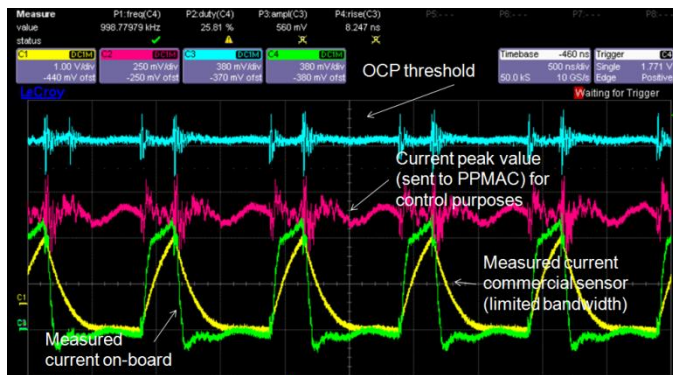 Measure P1:freq(C4) P2:duty(C4) P3:ampl(C3) P4:rise(C3) P5:- - - P6:- - - P7:- - - P8:- - -
value 998.77979 kHz 25.81 % 560 mV 8.247 ns
status
C1 DC1M C2 DC1M C3 DC1M C4 DC1M Timebase -460 ns Trigger C4
1.00 V/div 250 mV/div 380 mV/div 380 mV/div 500 ns/div Single 1.771 V
-440 mV ofst -250 mV ofst -370 mV ofst -380 mV ofst 50.0 kS 10 GS/s Edge Positive
LeCroy Waiting for Trigger
OCP threshold
Current peak value
(sent to PPMAC) for
control purposes
Measured current
commercial sensor
(limited bandwidth)
C1
Measured
current on-board